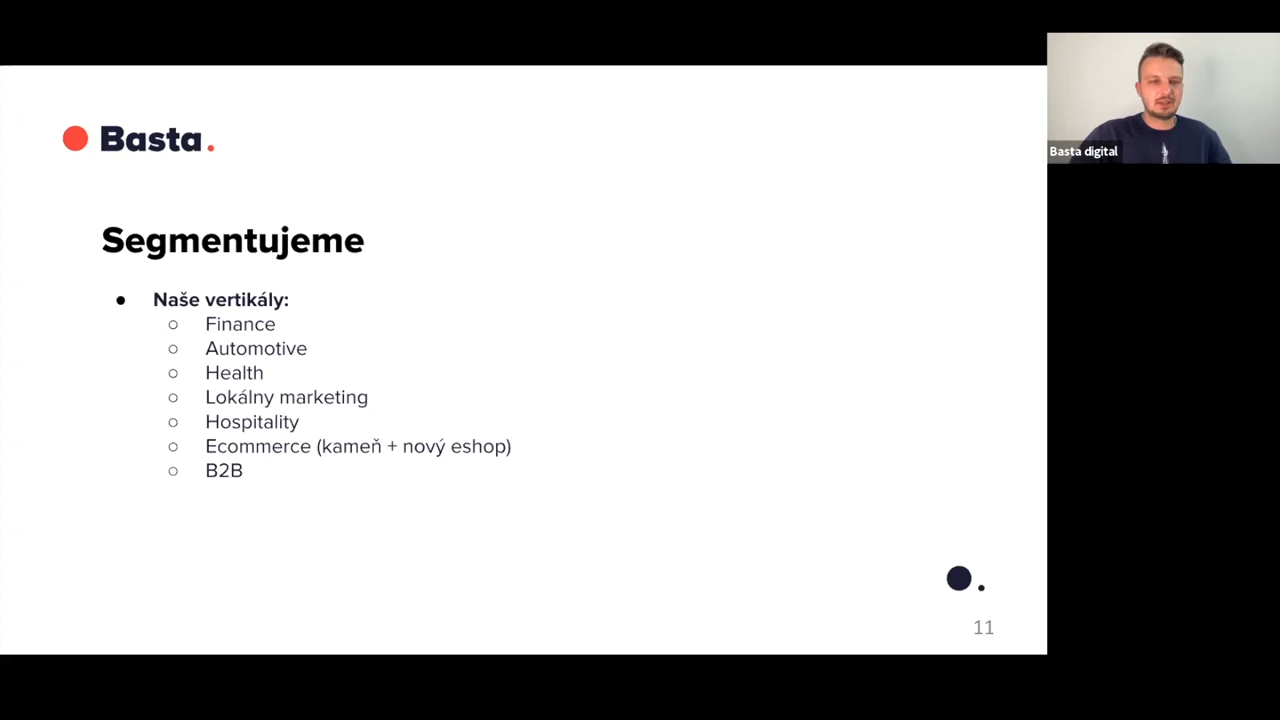 Basta.
Basta digital
Segmentujeme
Naše vertikály:
Finance
Automotive
Health
Lokálny marketing
Hospitality
Ecommerce (kameň + nový eshop)
B2B
11